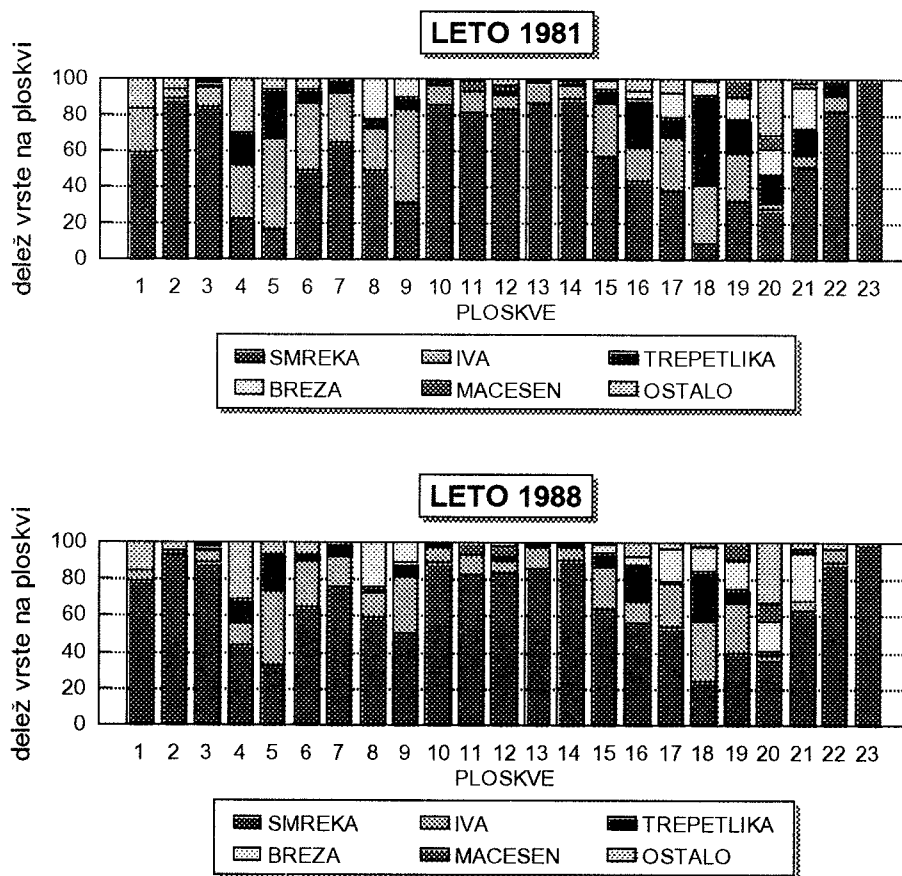 LETO 1981
delež vrste na ploskvi
100
80
60
40
20
0
1 2 3 4 5 6 7 8 9 10 11 12 13 14 15 16 17 18 19 20 21 22 23
PLOSKVE
SMREKA IVA TREPETLIKA
BREZA MACESEN OSTALO
LETO 1988
delež vrste na ploskvi
100
80
60
40
20
0
1 2 3 4 5 6 7 8 9 10 11 12 13 14 15 16 17 18 19 20 21 22 23
PLOSKVE
SMREKA IVA TREPETLIKA
BREZA MACESEN OSTALO